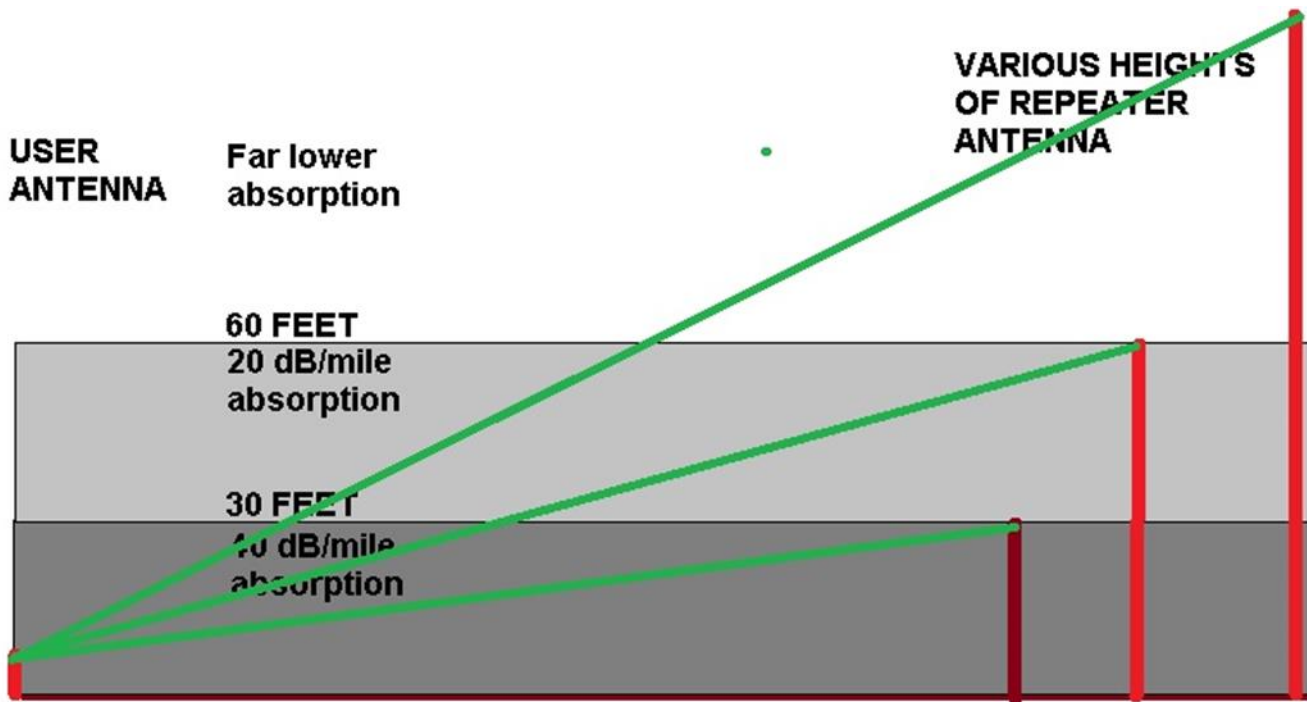 USER
ANTENNA
Far lower
absorption
VARIOUS HEIGHTS
OF REPEATER
ANTENNA
60 FEET
20 dB/mile
absorption
30 FEET
40 dB/mile
absorption